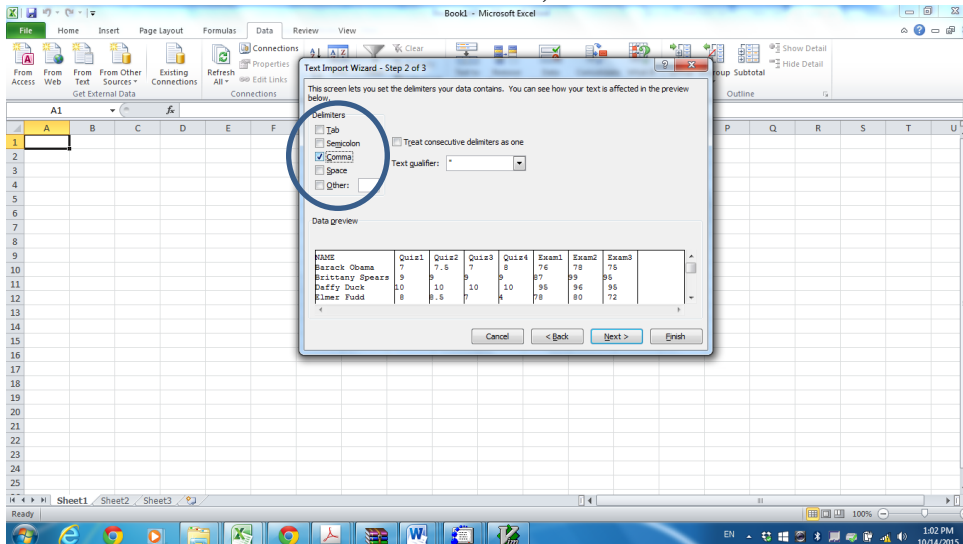 Book1 - Microsoft Excel
File Home Insert Page Layout Formulas Data Review View
From Access From Web From Text From Other Sources Existing Connections Refresh All Connections Properties Edit Links Clear Group Subtotal Show Detail Hide Detail
Get External Data Connections Outline
A1 fx
Text Import Wizard - Step 2 of 3
This screen lets you set the delimiters your data contains. You can see how your text is affected in the preview
below.
Delimiters
Tab
Semicolon
Comma
Space
Other:
Treat consecutive delimiters as one
Text qualifier: "
Data preview
NAME Quiz1 Quiz2 Quiz3 Quiz4 Exam1 Exam2 Exam3
Barack Obama 7 7.5 7 8 76 78 75
Brittany Spears 9 9 9 9 87 99 95
Daffy Duck 10 10 10 10 95 96 95
Elmer Fudd 8 8.5 7 4 78 80 72
Cancel < Back Next > Finish
A B C D E F P Q R S T U
1
2
3
4
5
6
7
8
9
10
11
12
13
14
15
16
17
18
19
20
21
22
23
24
25
Sheet1 Sheet2 Sheet3
Ready 100%
EN 1:02 PM
10/14/2015